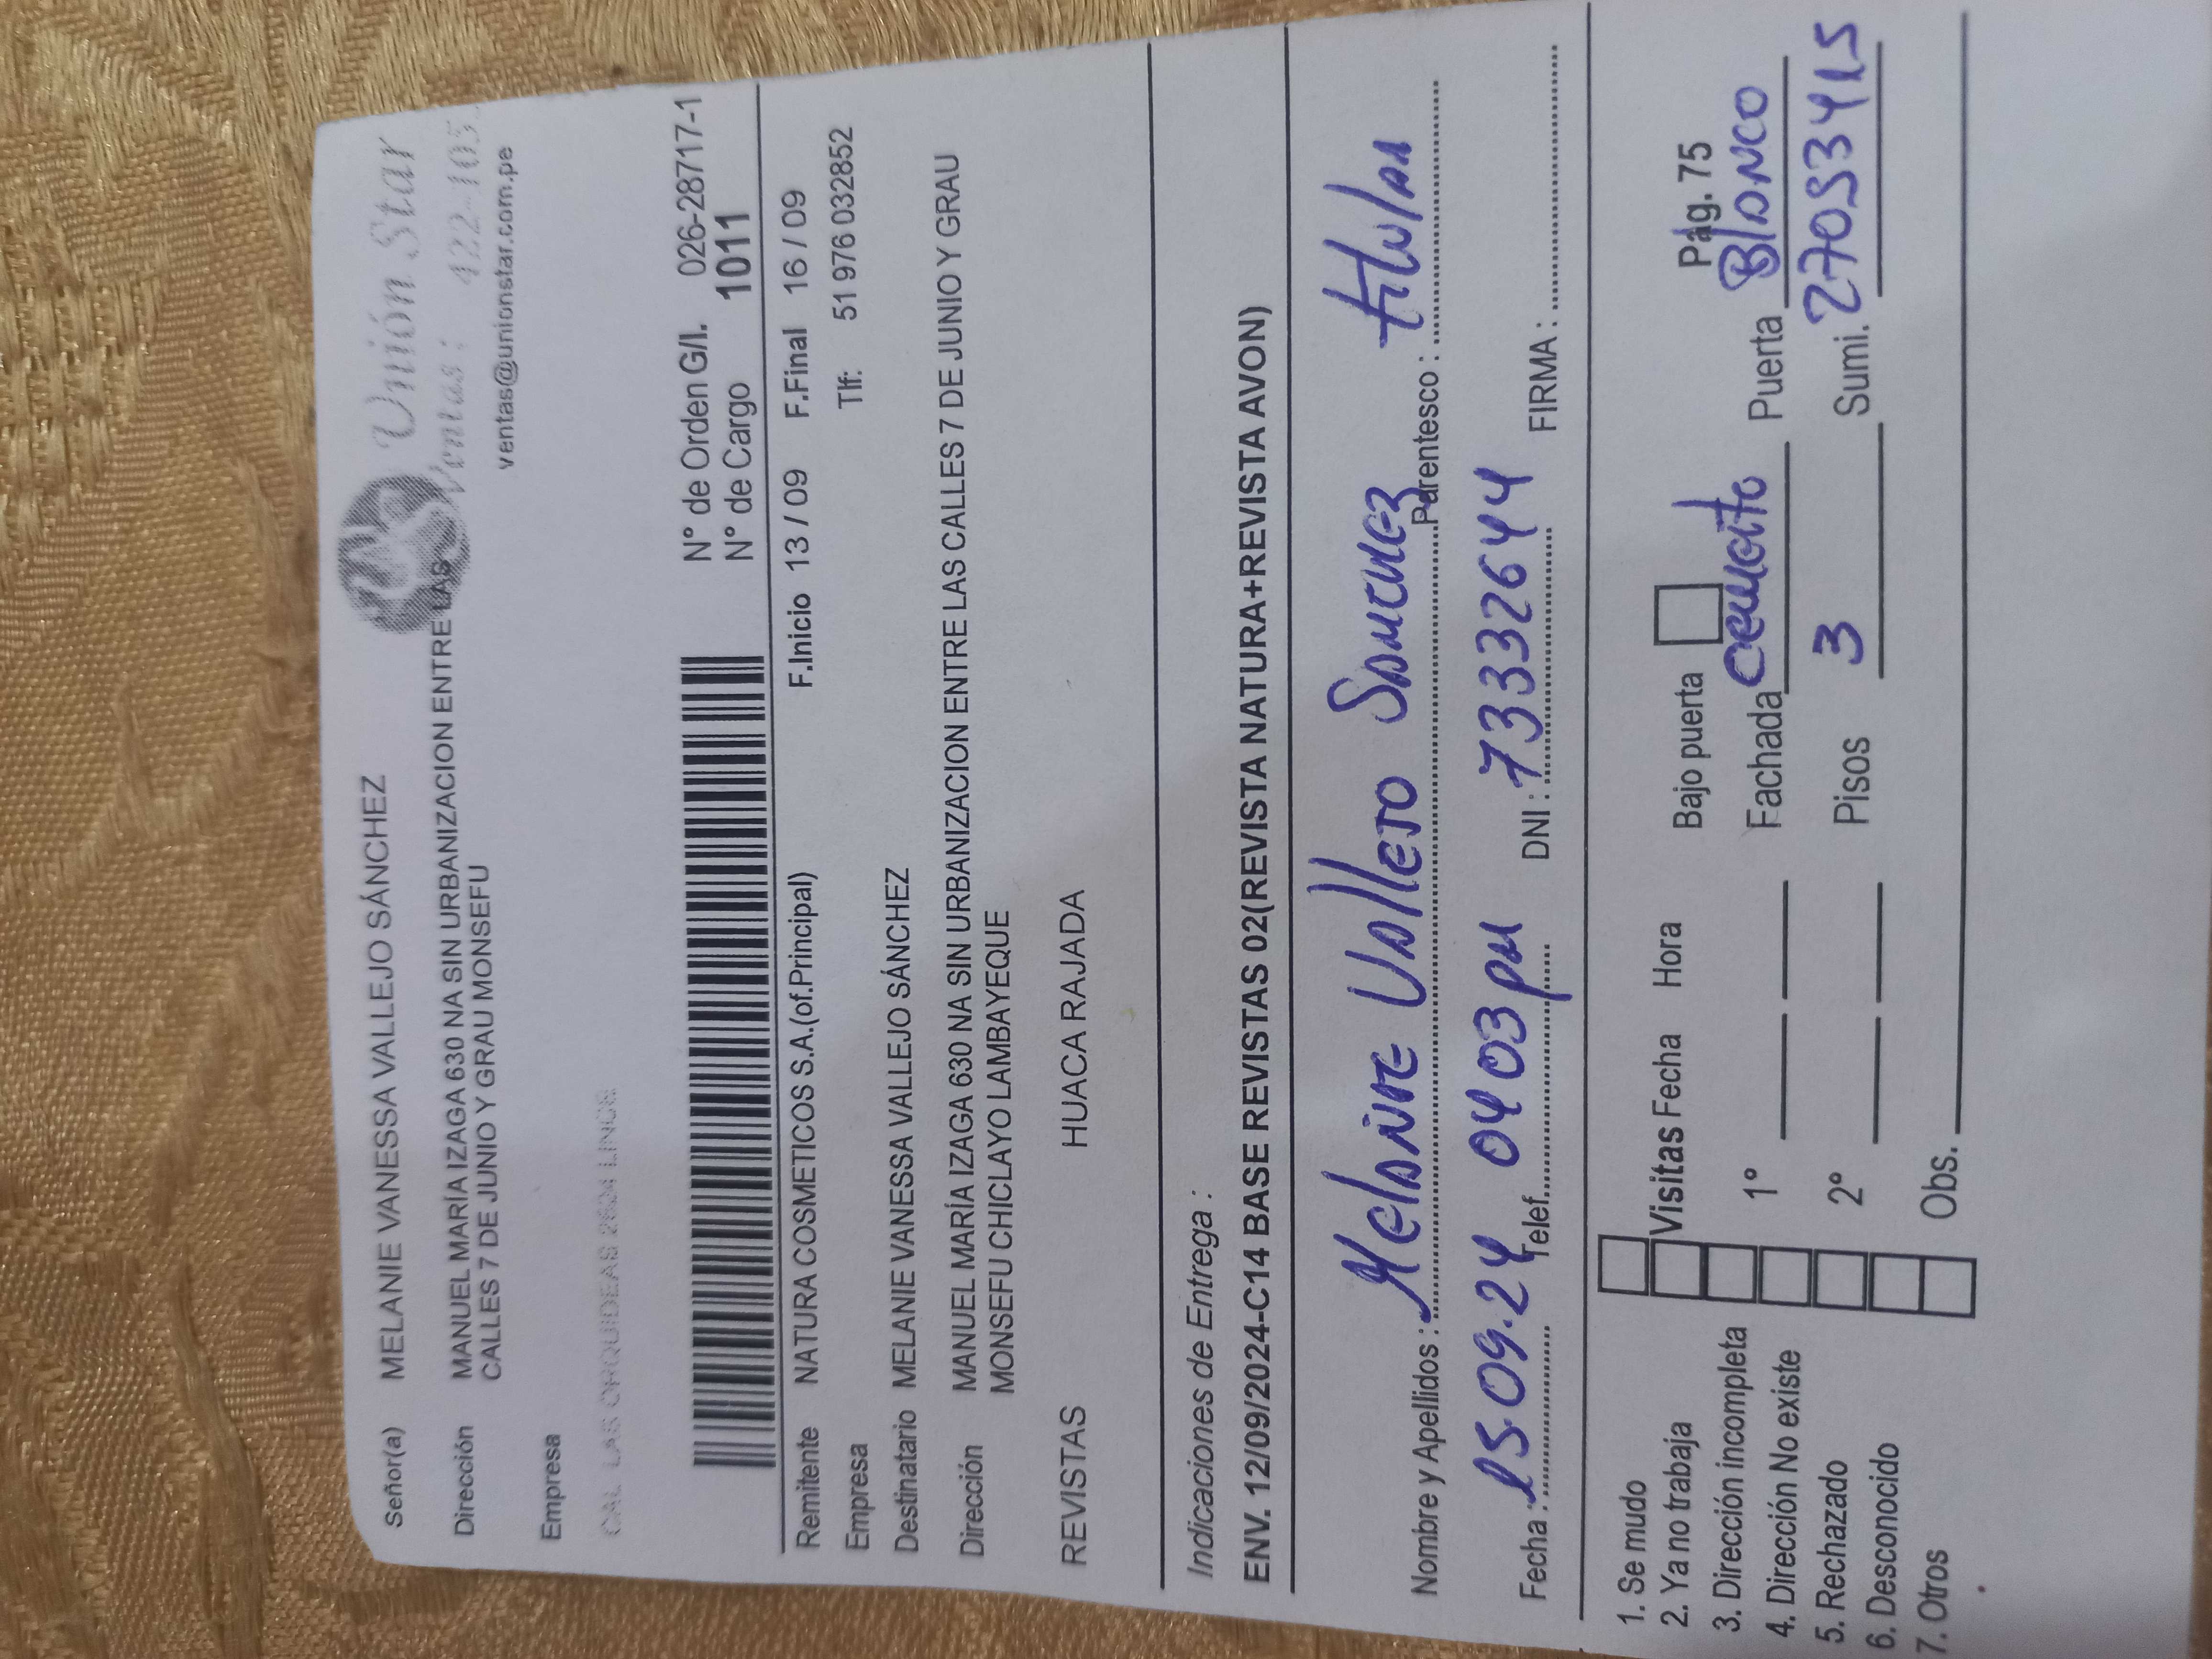 Señor(a) MELANIE VANESSA VALLEJO SÁNCHEZ
Unión Star
Ventas: 422-105
ventas@unionstar.com.pe
Dirección MANUEL MARÍA IZAGA 630 NA SIN URBANIZACION ENTRE LAS
CALLES 7 DE JUNIO Y GRAU MONSEFU
Empresa
CAL LAS ORQUIDEAS 2624 LINCE
N° de Orden G/I. 026-28717-1
N° de Cargo 1011
Remitente NATURA COSMETICOS S.A.(of.Principal) F.Inicio 13 / 09 F.Final 16 / 09
Empresa Tlf: 51 976 032852
Destinatario MELANIE VANESSA VALLEJO SÁNCHEZ
Dirección MANUEL MARÍA IZAGA 630 NA SIN URBANIZACION ENTRE LAS CALLES 7 DE JUNIO Y GRAU
MONSEFU CHICLAYO LAMBAYEQUE
REVISTAS HUACA RAJADA
Indicaciones de Entrega :
ENV. 12/09/2024-C14 BASE REVISTAS 02(REVISTA NATURA+REVISTA AVON)
Nombre y Apellidos : Melanie Vallejo Sanchez Parentesco : titular
Fecha : 15.09.24 Telef. 04 03 pm DNI : 73332644 FIRMA :
Pág. 75
1. Se mudo
2. Ya no trabaja Visitas Fecha Hora Bajo puerta
3. Dirección incompleta
4. Dirección No existe 1° Fachada Cemento Puerta Blanco
5. Rechazado
6. Desconocido 2° Pisos 3 Sumi. 27053415
7. Otros Obs.